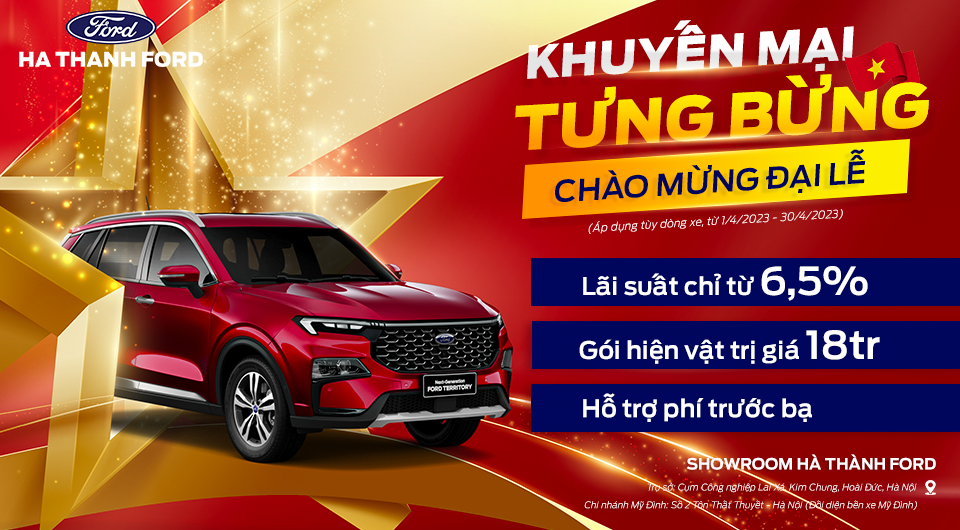 Ford
HA THANH FORD
KHUYẾN MẠI
TƯNG BỪNG
CHÀO MỪNG ĐẠI LỄ
(Áp dụng tùy dòng xe, từ 1/4/2023 - 30/4/2023)
Lãi suất chỉ từ 6,5%
Gói hiện vật trị giá 18tr
Hỗ trợ phí trước bạ
Ford
Next-Generation
FORD TERRITORY
SHOWROOM HÀ THÀNH FORD
Trụ sở: Cụm Công nghiệp Lai Xá, Kim Chung, Hoài Đức, Hà Nội
Chi nhánh Mỹ Đình: Số 2 Tôn Thất Thuyết - Hà Nội (Đối diện bến xe Mỹ Đình)